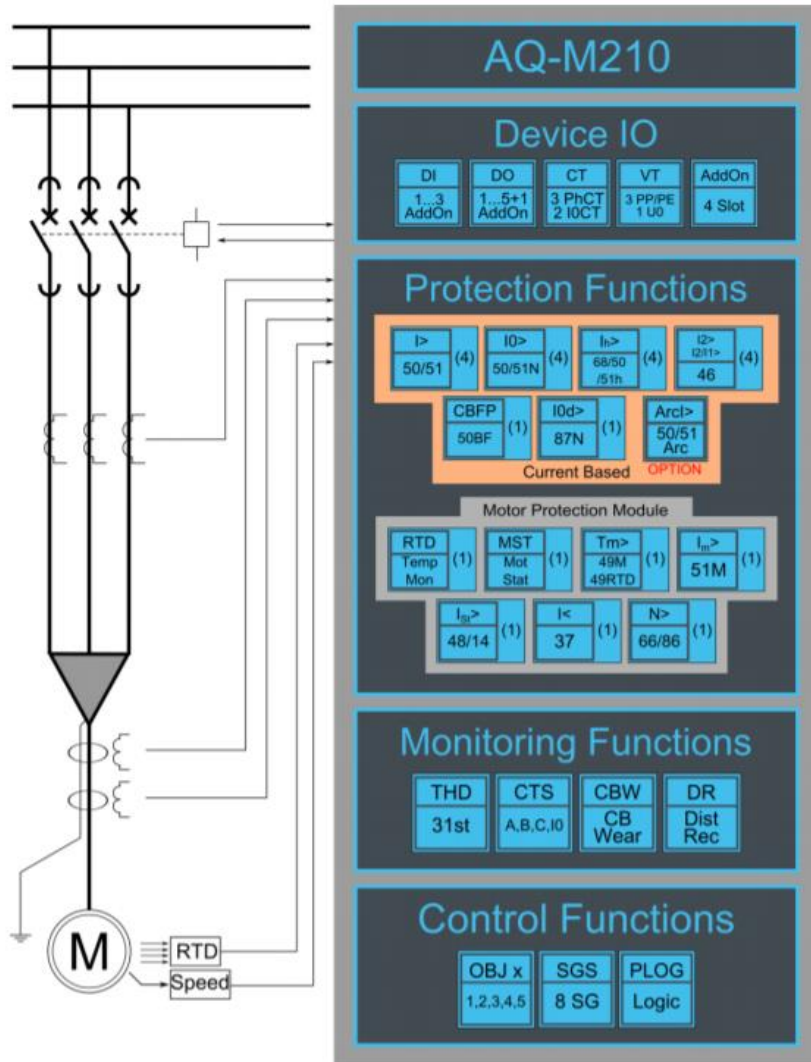 AQ-M210
Device IO
DI
1...3
AddOn
DO
1...5+1
AddOn
CT
3 PhCT
2 I0CT
VT
3 PP/PE
1 U0
AddOn
4 Slot
Protection Functions
I>
50/51
(4)
I0>
50/51N
(4)
Ih>
68/50
/51h
(4)
I2>
I2/I1>
46
(4)
CBFP
50BF
(1)
I0d>
87N
(1)
ArcI>
50/51
Arc
Current Based
OPTION
Motor Protection Module
RTD
Temp
Mon
(1)
MST
Mot
Stat
(1)
Tm>
49M
49RTD
(1)
Im>
51M
(1)
ISt>
48/14
(1)
I<
37
(1)
N>
66/86
(1)
Monitoring Functions
THD
31st
CTS
A,B,C,I0
CBW
CB
Wear
DR
Dist
Rec
Control Functions
OBJ x
1,2,3,4,5
SGS
8 SG
PLOG
Logic
M
RTD
Speed